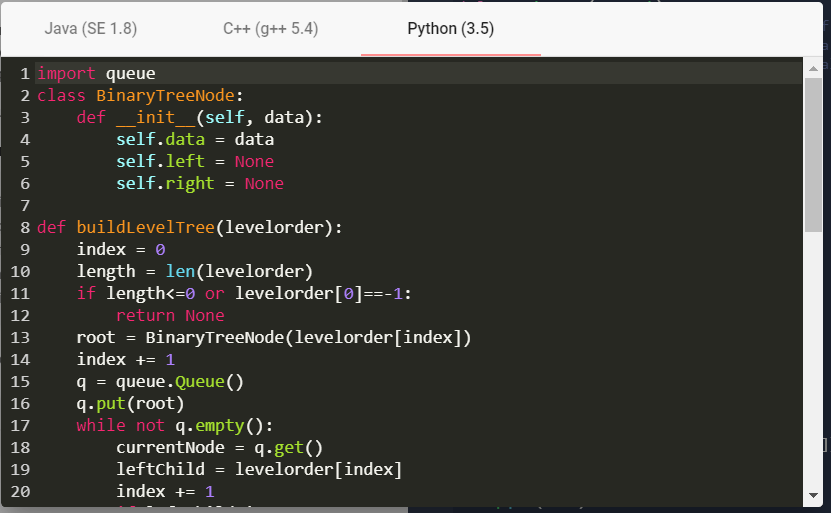 Java (SE 1.8) C++ (g++ 5.4) Python (3.5)
1 import queue
2 class BinaryTreeNode:
3     def __init__(self, data):
4         self.data = data
5         self.left = None
6         self.right = None
7
8 def buildLevelTree(levelorder):
9     index = 0
10     length = len(levelorder)
11     if length<=0 or levelorder[0]==-1:
12         return None
13     root = BinaryTreeNode(levelorder[index])
14     index += 1
15     q = queue.Queue()
16     q.put(root)
17     while not q.empty():
18         currentNode = q.get()
19         leftChild = levelorder[index]
20         index += 1